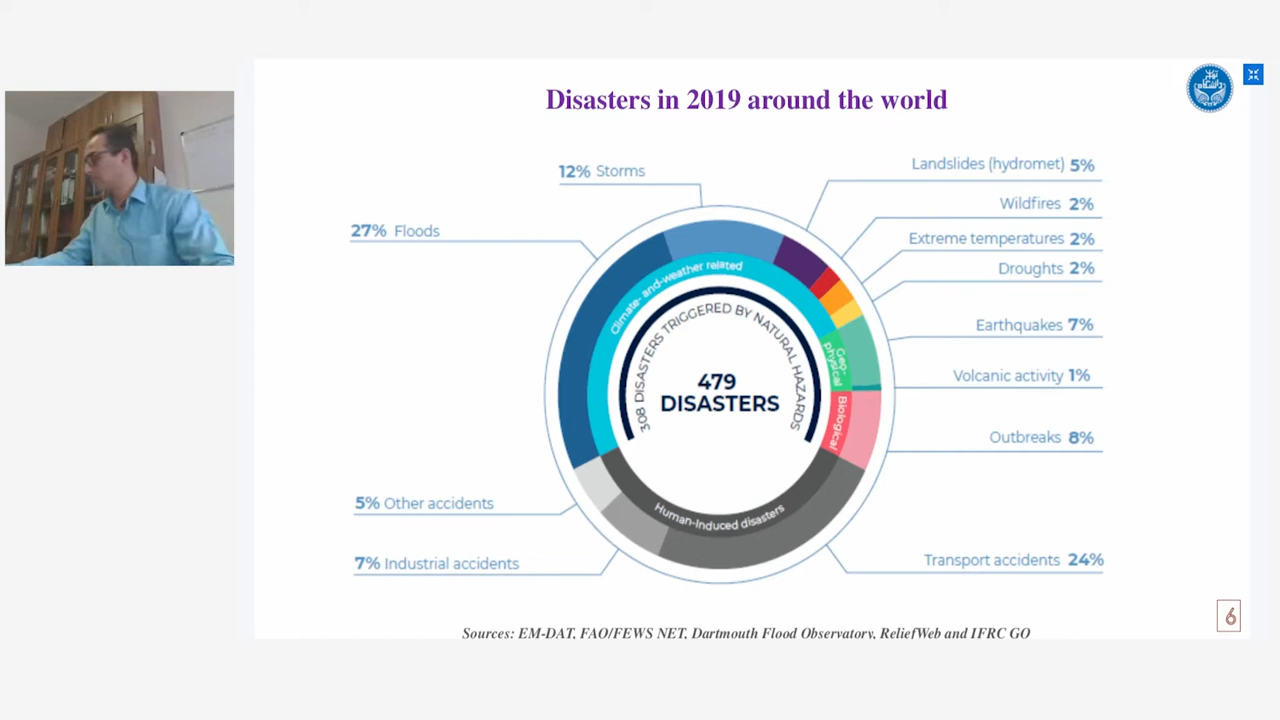 Disasters in 2019 around the world
12% Storms
27% Floods
Landslides (hydromet) 5%
Wildfires 2%
Extreme temperatures 2%
Droughts 2%
Earthquakes 7%
Volcanic activity 1%
Outbreaks 8%
Transport accidents 24%
5% Other accidents
7% Industrial accidents
Climate- and-weather related
Geo-
physical
Biological
Human-Induced disasters
308 DISASTERS TRIGGERED BY NATURAL HAZARDS
479
DISASTERS
6
Sources: EM-DAT, FAO/FEWS NET, Dartmouth Flood Observatory, ReliefWeb and IFRC GO